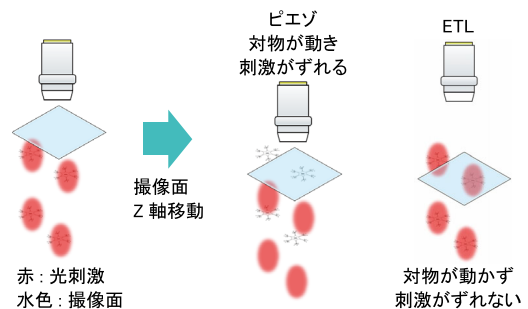 ピエゾ
対物が動き
刺激がずれる
ETL
撮像面
Z 軸移動
赤 : 光刺激
水色 : 撮像面
対物が動かず
刺激がずれない